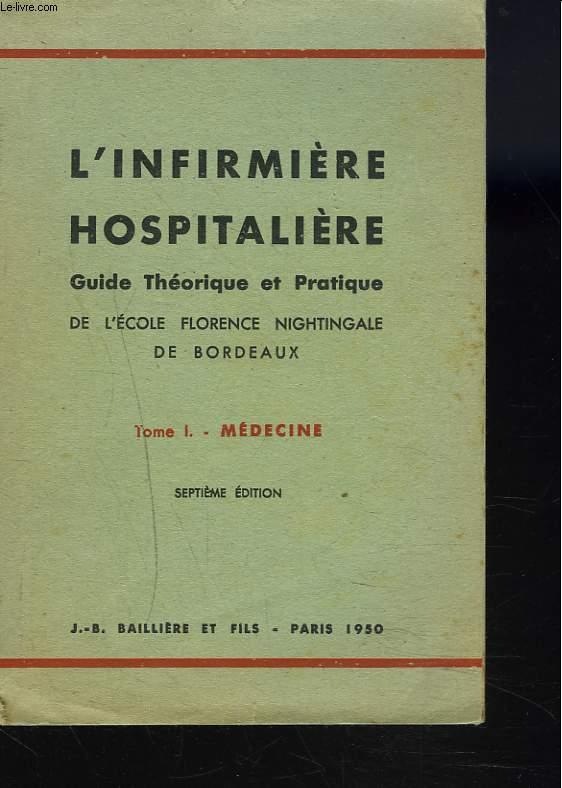 Le-livre.com
L'INFIRMIÈRE
HOSPITALIÈRE
Guide Théorique et Pratique
DE L'ÉCOLE FLORENCE NIGHTINGALE
DE BORDEAUX
Tome I. - MÉDECINE
SEPTIÈME ÉDITION
J.-B. BAILLIÈRE ET FILS - PARIS 1950